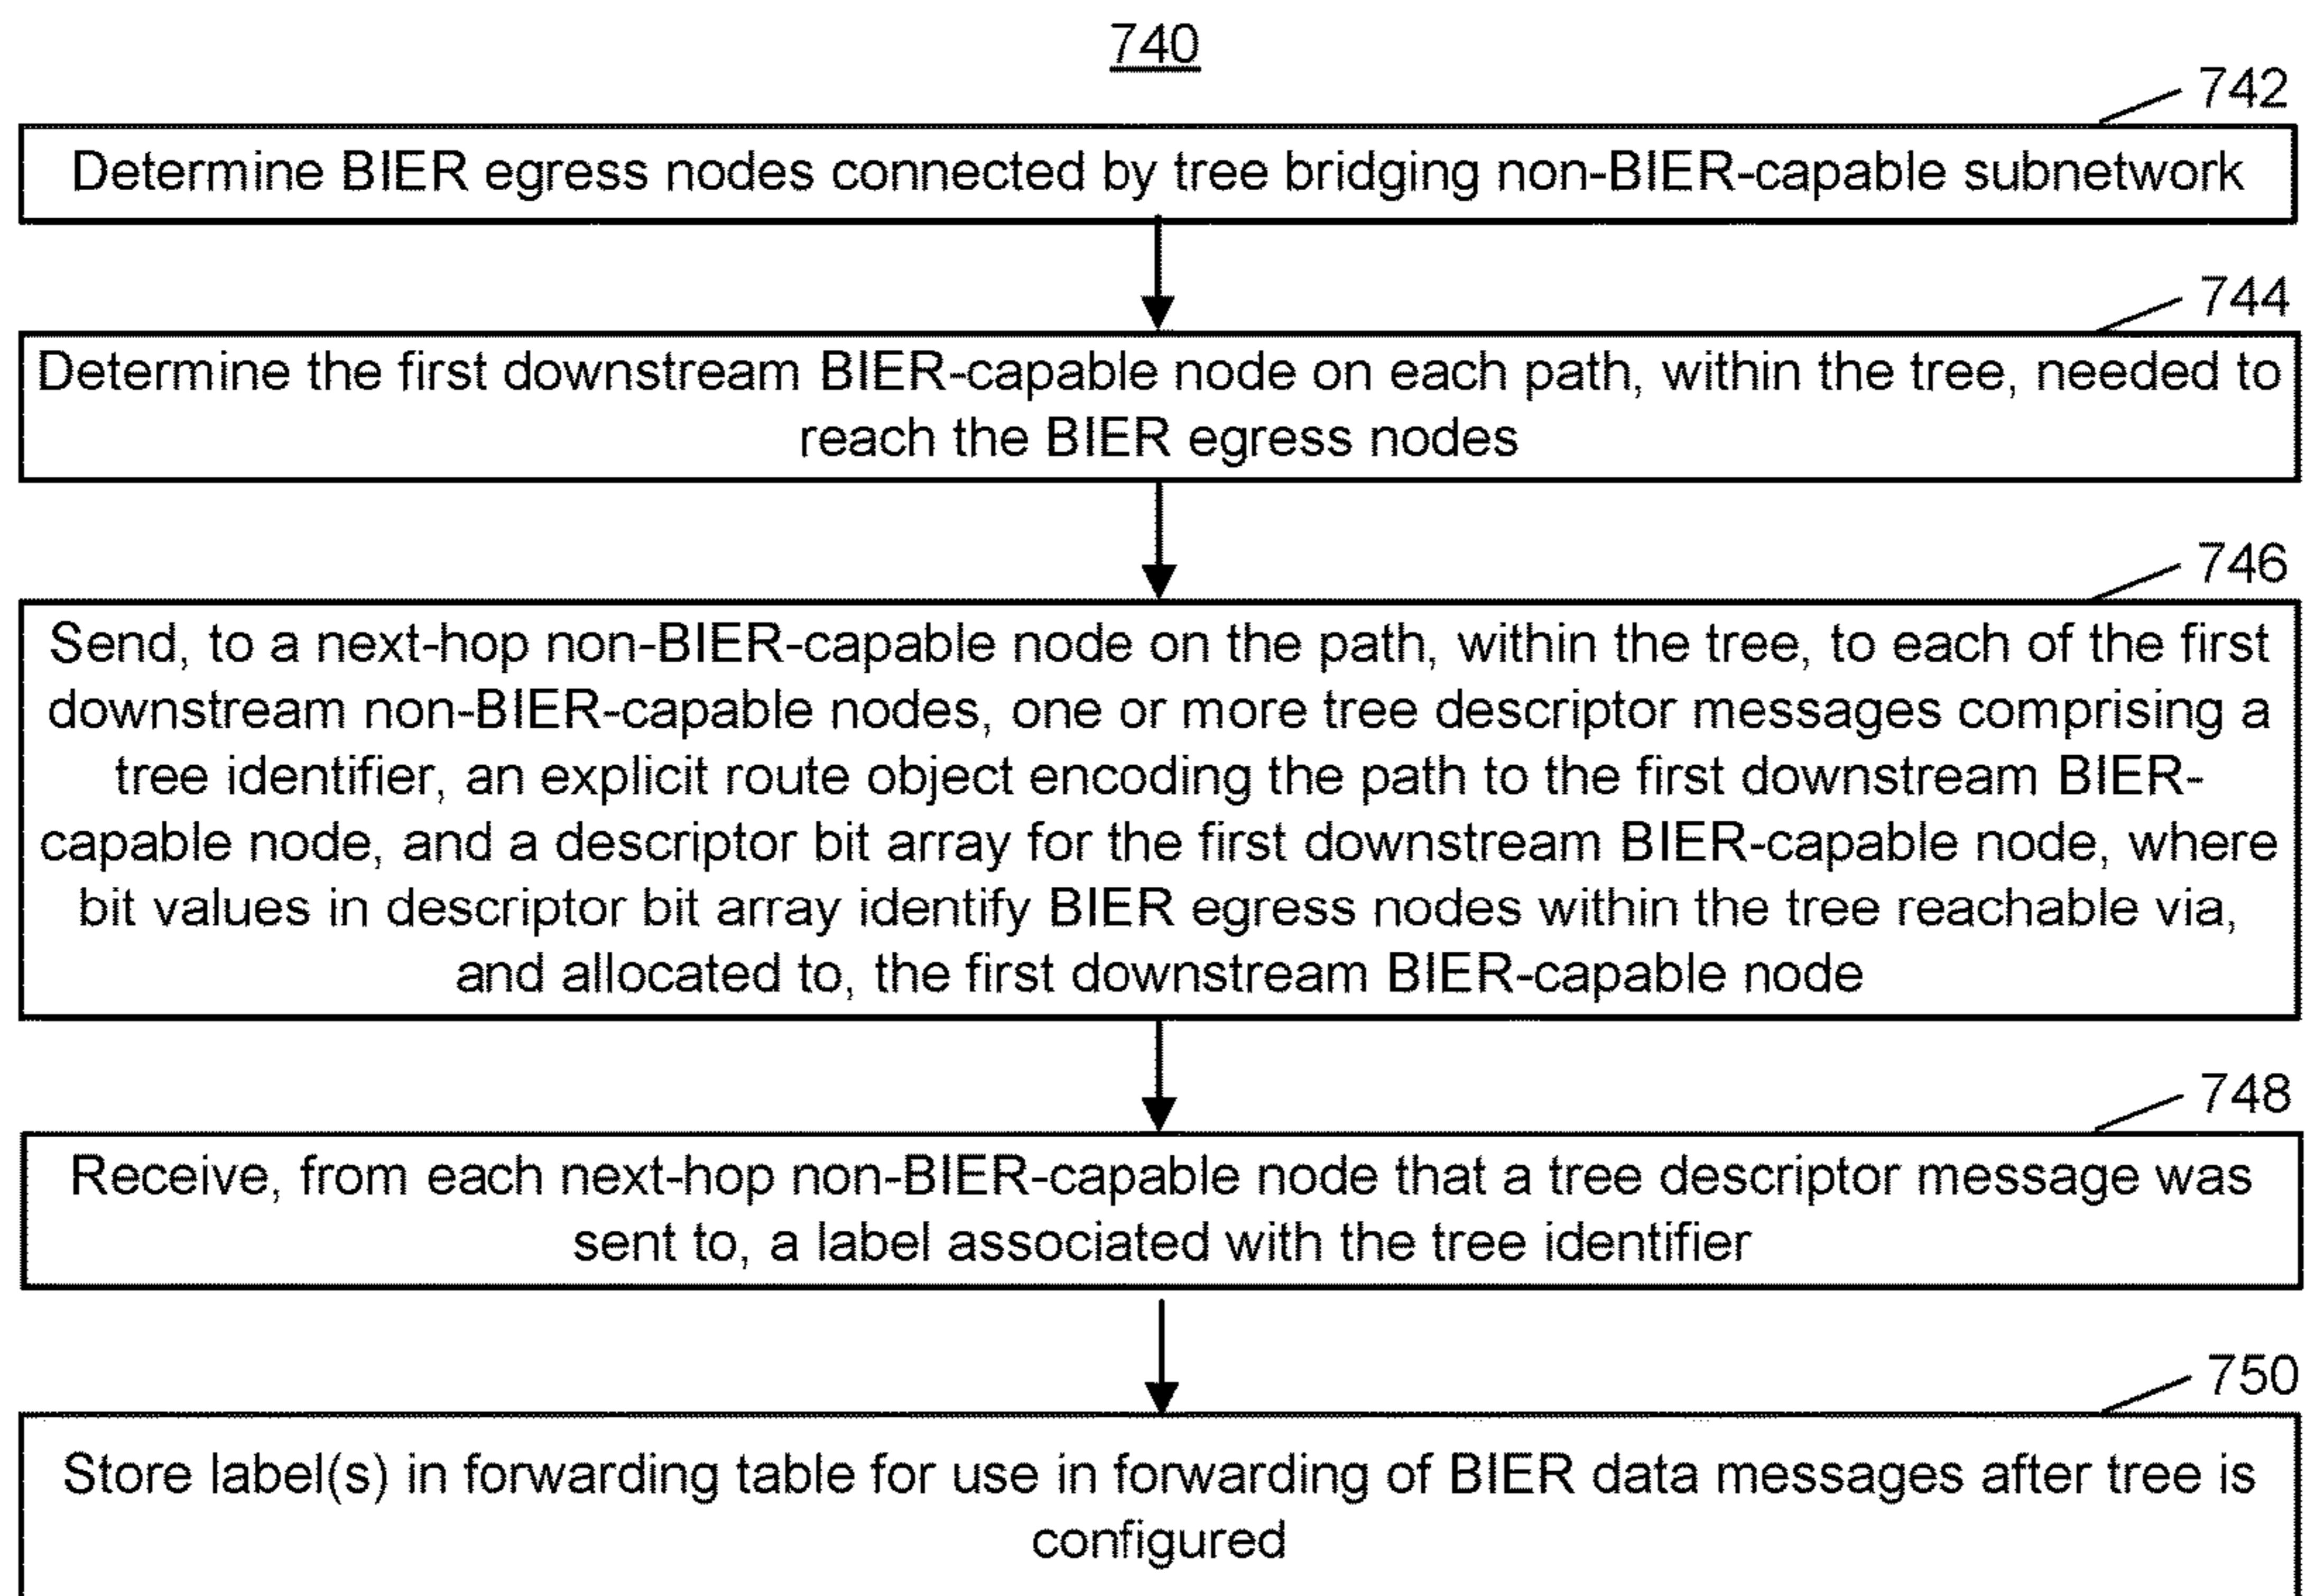 740
742
Determine BIER egress nodes connected by tree bridging non-BIER-capable subnetwork
744
Determine the first downstream BIER-capable node on each path, within the tree, needed to
reach the BIER egress nodes
746
Send, to a next-hop non-BIER-capable node on the path, within the tree, to each of the first
downstream non-BIER-capable nodes, one or more tree descriptor messages comprising a
tree identifier, an explicit route object encoding the path to the first downstream BIER-
capable node, and a descriptor bit array for the first downstream BIER-capable node, where
bit values in descriptor bit array identify BIER egress nodes within the tree reachable via,
and allocated to, the first downstream BIER-capable node
748
Receive, from each next-hop non-BIER-capable node that a tree descriptor message was
sent to, a label associated with the tree identifier
750
Store label(s) in forwarding table for use in forwarding of BIER data messages after tree is
configured